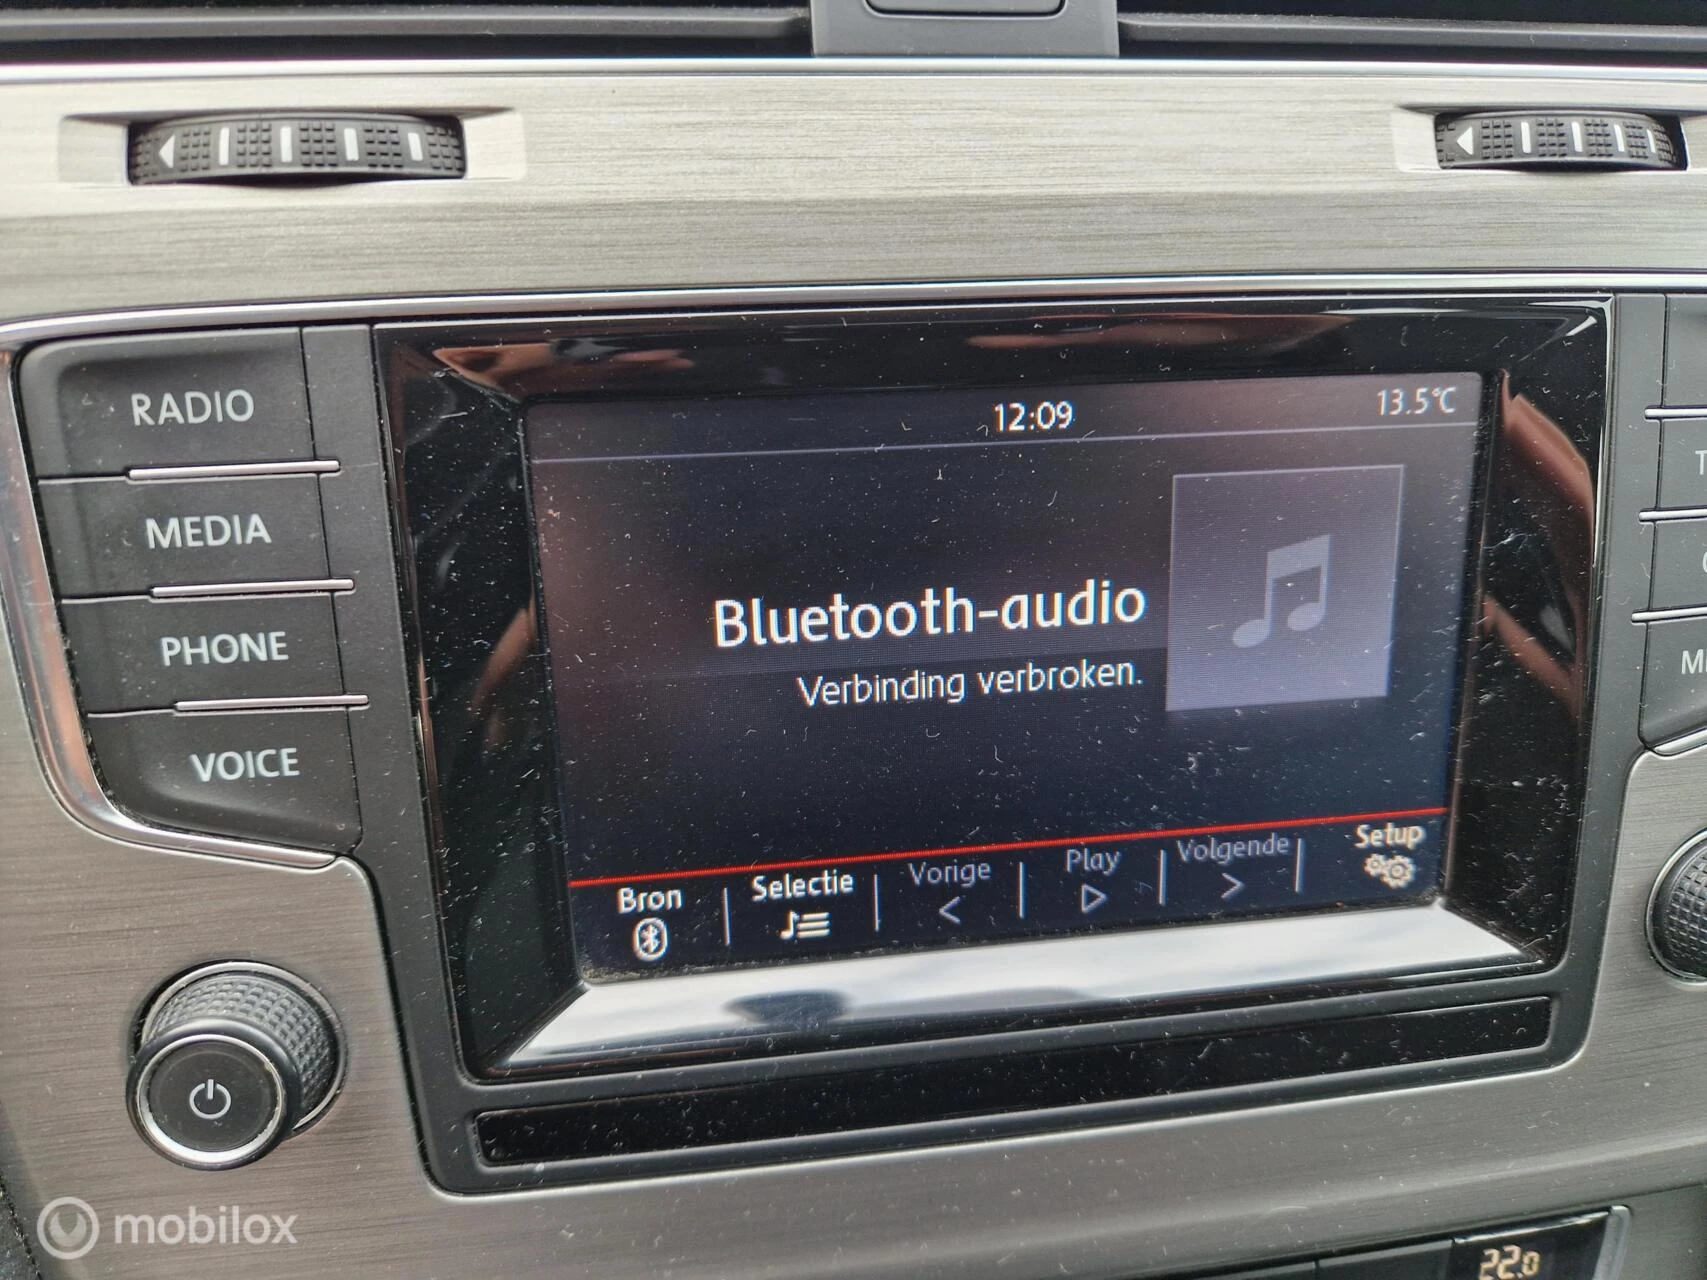 12:09
13.5°C
RADIO
MEDIA
PHONE
VOICE
Bluetooth-audio
Verbinding verbroken.
Bron
Selectie
Vorige
Play
Volgende
Setup
22.0
mobilox